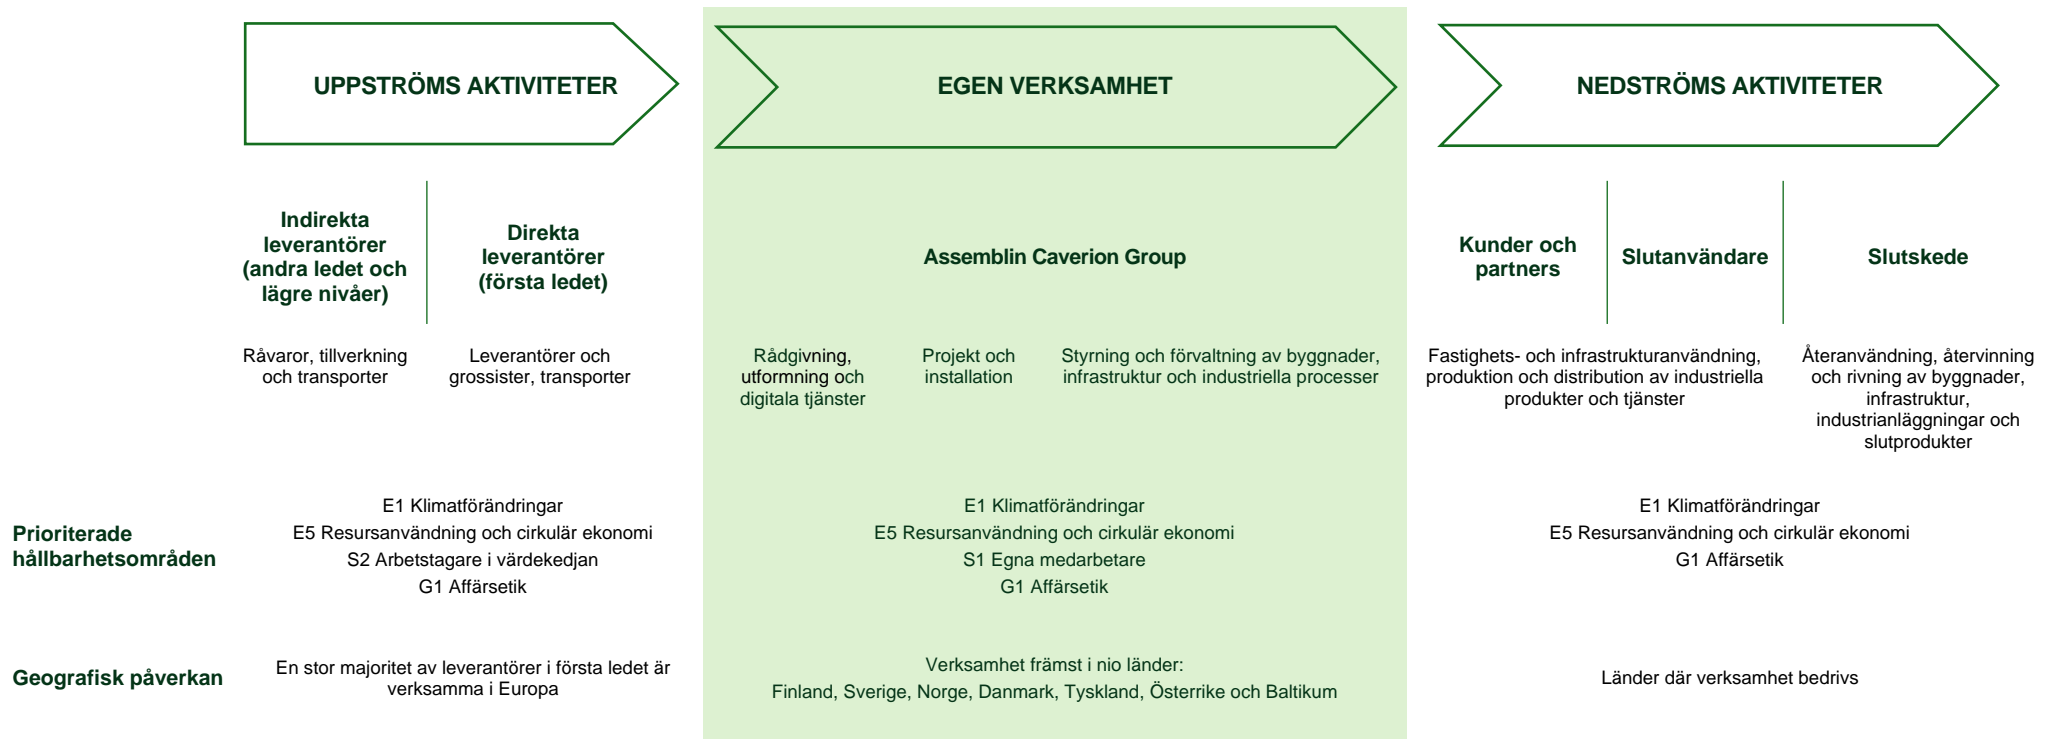 UPPSTRÖMS AKTIVITETER
EGEN VERKSAMHET
NEDSTRÖMS AKTIVITETER
Indirekta
leverantörer
(andra ledet och
lägre nivåer)
Direkta
leverantörer
(första ledet)
Assemblin Caverion Group
Kunder och
partners
Slutanvändare
Slutskede
Råvaror, tillverkning
och transporter
Leverantörer och
grossister, transporter
Rådgivning,
utformning och
digitala tjänster
Projekt och
installation
Styrning och förvaltning av byggnader,
infrastruktur och industriella processer
Fastighets- och infrastrukturanvändning,
produktion och distribution av industriella
produkter och tjänster
Återanvändning, återvinning
och rivning av byggnader,
infrastruktur,
industrianläggningar och
slutprodukter
Prioriterade
hållbarhetsområden
E1 Klimatförändringar
E5 Resursanvändning och cirkulär ekonomi
S2 Arbetstagare i värdekedjan
G1 Affärsetik
E1 Klimatförändringar
E5 Resursanvändning och cirkulär ekonomi
S1 Egna medarbetare
G1 Affärsetik
E1 Klimatförändringar
E5 Resursanvändning och cirkulär ekonomi
G1 Affärsetik
Geografisk påverkan
En stor majoritet av leverantörer i första ledet är
verksamma i Europa
Verksamhet främst i nio länder:
Finland, Sverige, Norge, Danmark, Tyskland, Österrike och Baltikum
Länder där verksamhet bedrivs